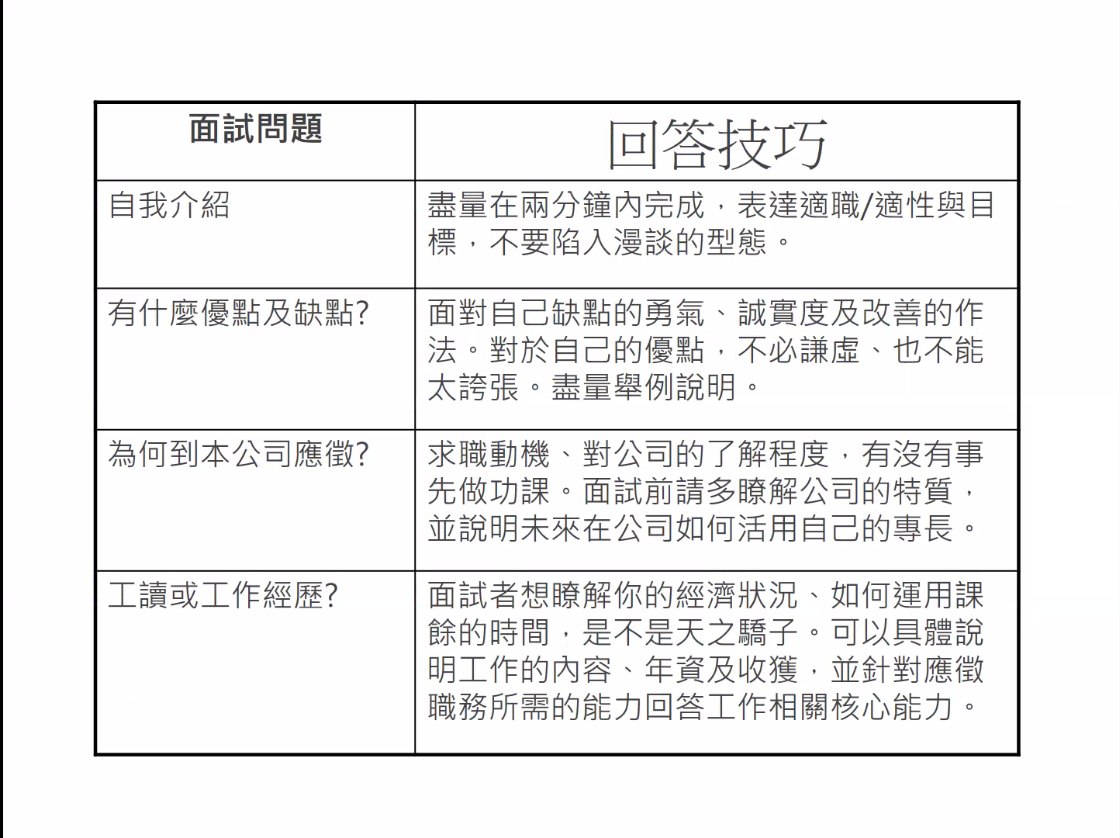 面試問題
回答技巧
自我介紹
盡量在兩分鐘內完成，表達適職/適性與目
標，不要陷入漫談的型態。
有什麼優點及缺點?
面對自己缺點的勇氣、誠實度及改善的作
法。對於自己的優點，不必謙虛、也不能
太誇張。盡量舉例說明。
為何到本公司應徵?
求職動機、對公司的了解程度，有沒有事
先做功課。面試前請多瞭解公司的特質，
並說明未來在公司如何活用自己的專長。
工讀或工作經歷?
面試者想瞭解你的經濟狀況、如何運用課
餘的時間，是不是天之驕子。可以具體說
明工作的內容、年資及收獲，並針對應徵
職務所需的能力回答工作相關核心能力。